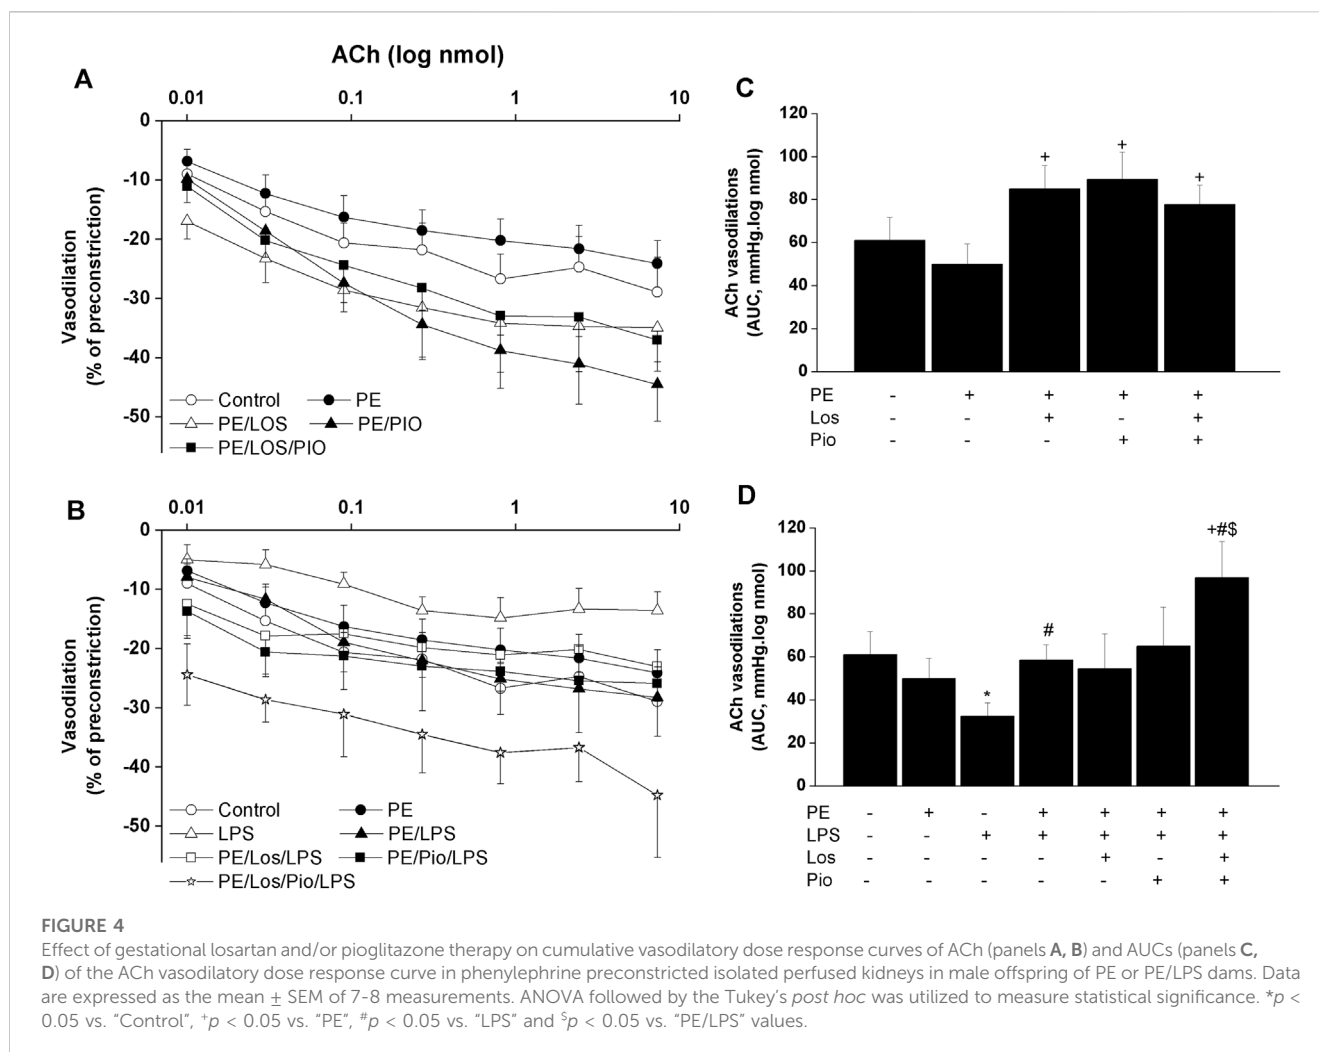 ACh (log nmol)
A
0.01 0.1 1 10
0
-10
-20
-30
-40
-50
Vasodilation
(% of preconstriction)
Control PE
PE/LOS PE/PIO
PE/LOS/PIO
B
0.01 0.1 1 10
0
-10
-20
-30
-40
-50
Vasodilation
(% of preconstriction)
Control PE
LPS PE/LPS
PE/Los/LPS PE/Pio/LPS
PE/Los/Pio/LPS
C
120
100
80
60
40
20
0
ACh vasodilations
(AUC, mmHg.log nmol)
+ + +
PE - + + + +
Los - - + - +
Pio - - - + +
D
120
100
80
60
40
20
0
ACh vasodilations
(AUC, mmHg.log nmol)
* # +#$
PE - + - + + + +
LPS - - + + + + +
Los - - - - + - +
Pio - - - - - + +
FIGURE 4
Effect of gestational losartan and/or pioglitazone therapy on cumulative vasodilatory dose response curves of ACh (panels A, B) and AUCs (panels C,
D) of the ACh vasodilatory dose response curve in phenylephrine preconstricted isolated perfused kidneys in male offspring of PE or PE/LPS dams. Data
are expressed as the mean ± SEM of 7-8 measurements. ANOVA followed by the Tukey's post hoc was utilized to measure statistical significance. *p <
0.05 vs. "Control", +p < 0.05 vs. "PE", #p < 0.05 vs. "LPS" and $p < 0.05 vs. "PE/LPS" values.